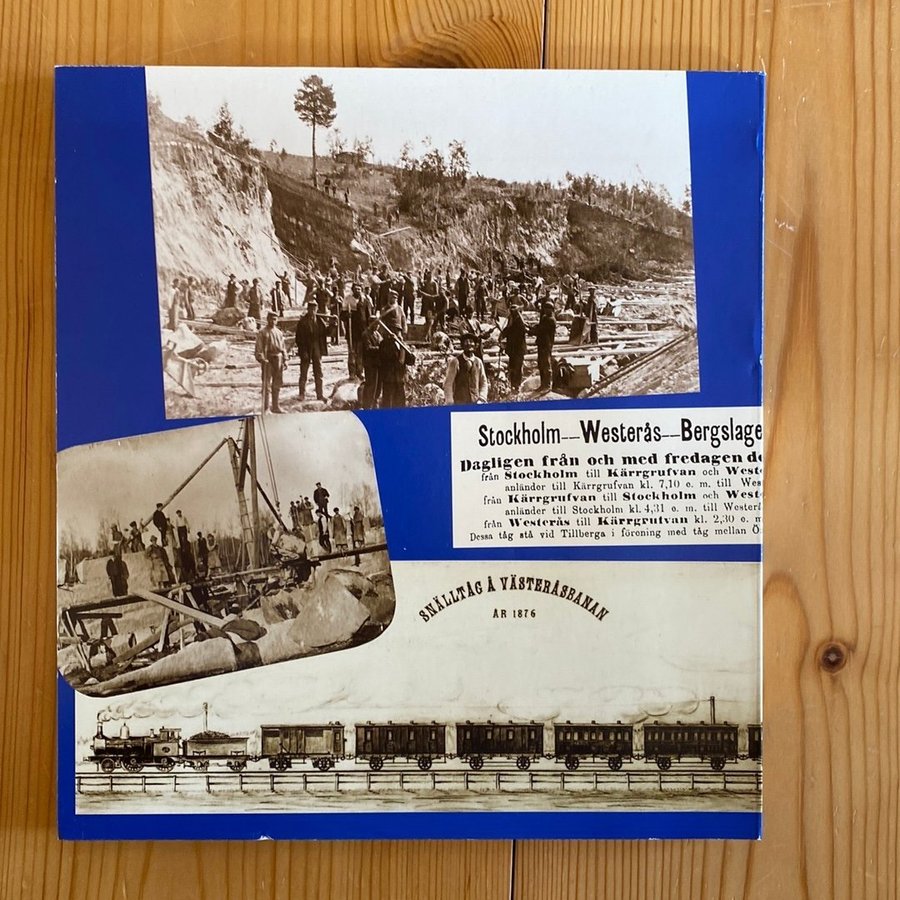 Stockholm—Westerås—Bergslage
Dagligen från och med fredagen de
från Stockholm till Kärrgrufvan och West
anländer till Kärrgrufvan kl. 7,10 e. m. till Wes
från Kärrgrufvan till Stockholm och West
anländer till Stockholm kl. 4,31 e. m. till Westerå
från Westerås till Kärrgrufvan kl. 2,30 e. m
Dessa tåg stå vid Tillberga i förening med tåg mellan Ö
SNÄLLTÅG Å VÄSTERÅSBANAN
ÅR 1876